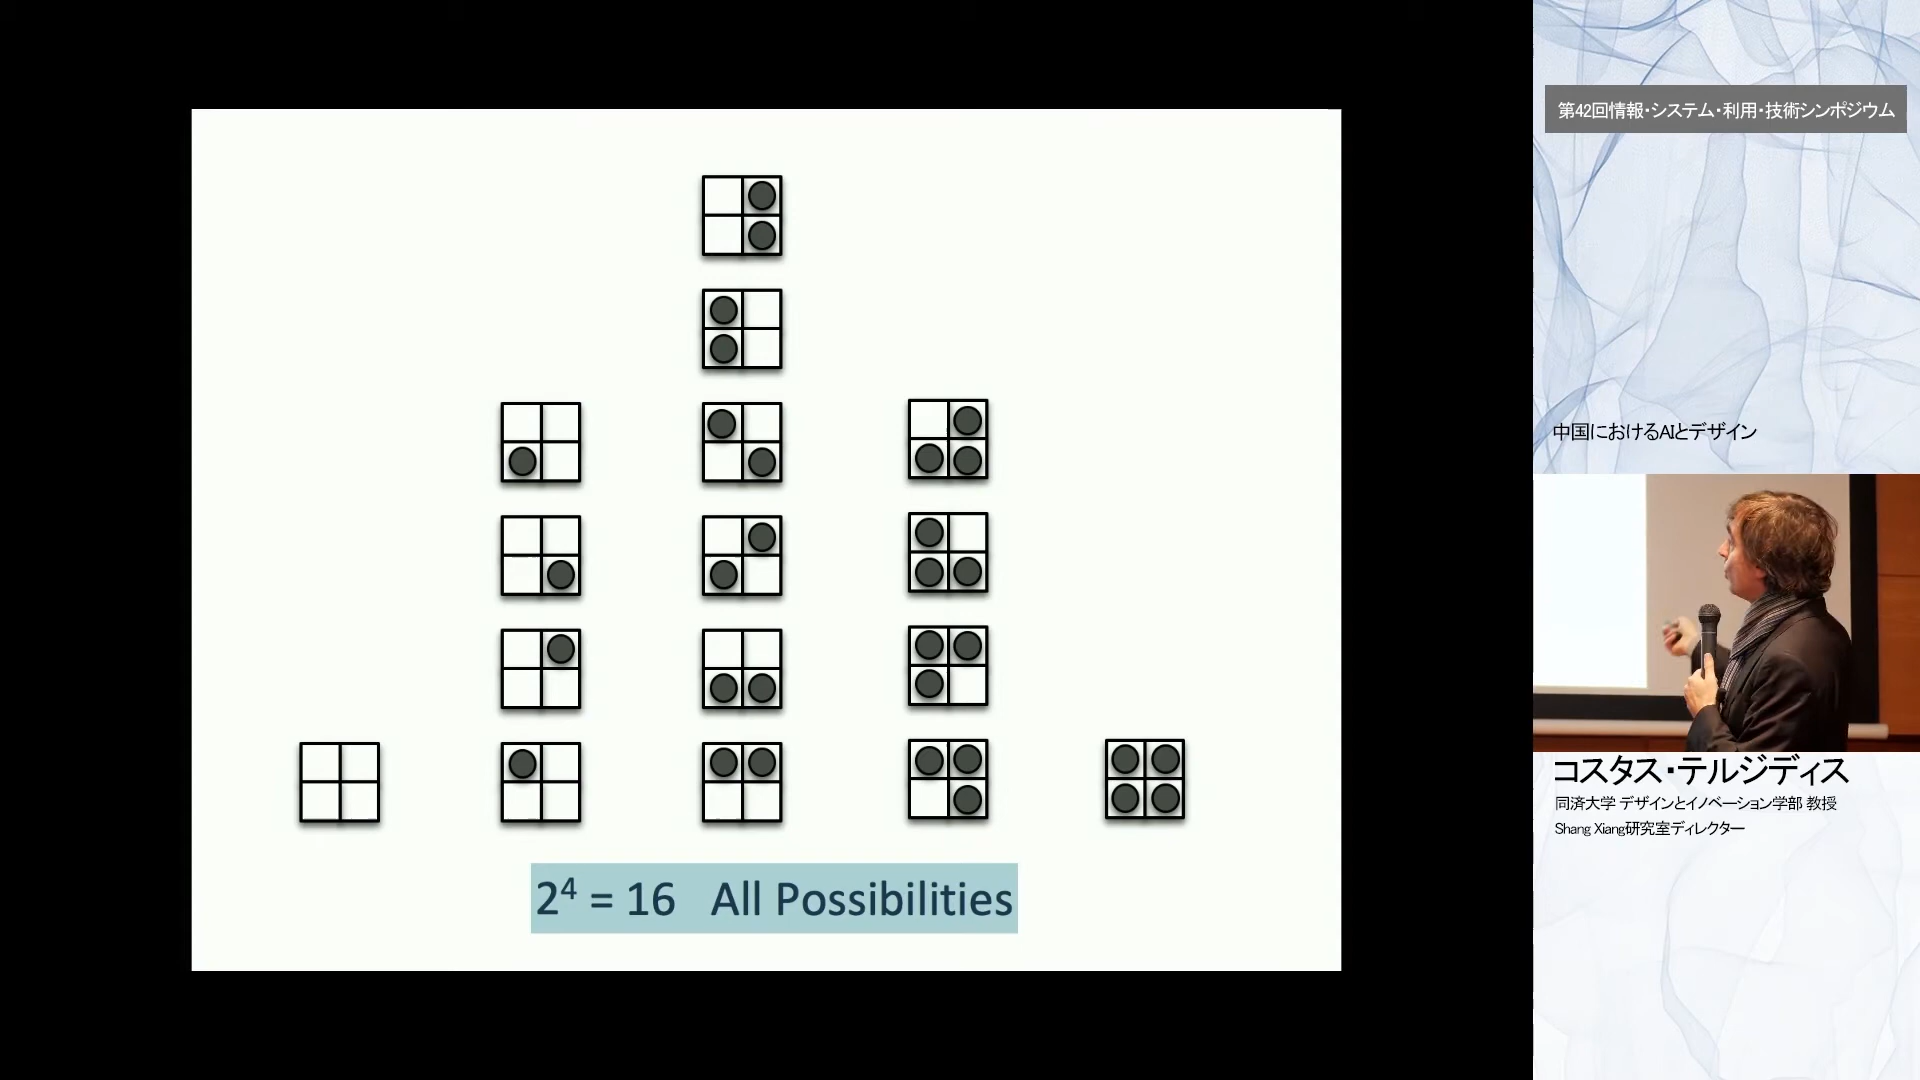 2⁴ = 16   All Possibilities
第42回情報・システム・利用・技術シンポジウム
中国におけるAIとデザイン
コスタス・テルジディス
同済大学 デザインとイノベーション学部 教授
Shang Xiang研究室ディレクター